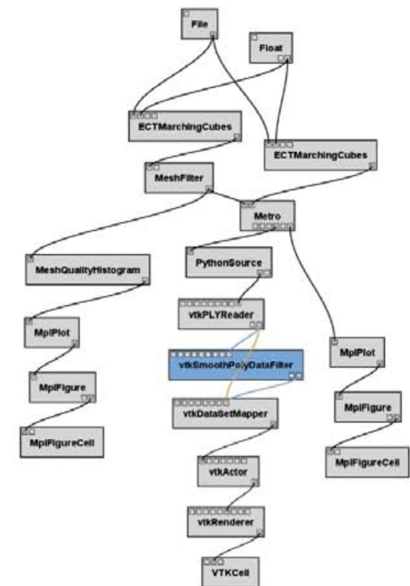 File
Float
ECTMarchingCubes
ECTMarchingCubes
MeshFilter
Metro
MeshQualityHistogram
PythonSource
vtkPLYReader
MplPlot
MplPlot
vtkSmoothPolyDataFilter
MplFigure
vtkDataSetMapper
MplFigure
MplFigureCell
MplFigureCell
vtkActor
vtkRenderer
VTKCell